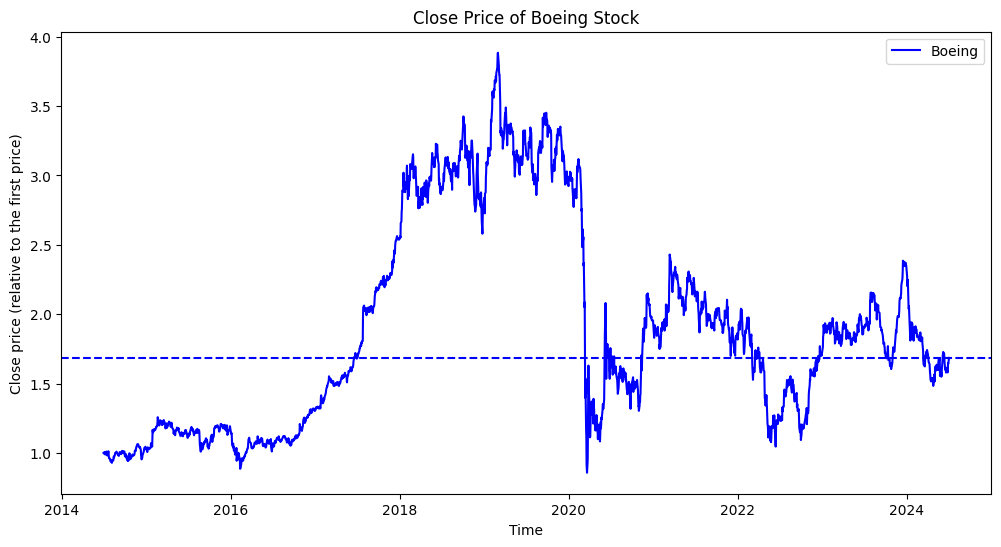 Close Price of Boeing Stock
Close price (relative to the first price)
4.0
3.5
3.0
2.5
2.0
1.5
1.0
Boeing
2014 2016 2018 2020 2022 2024
Time